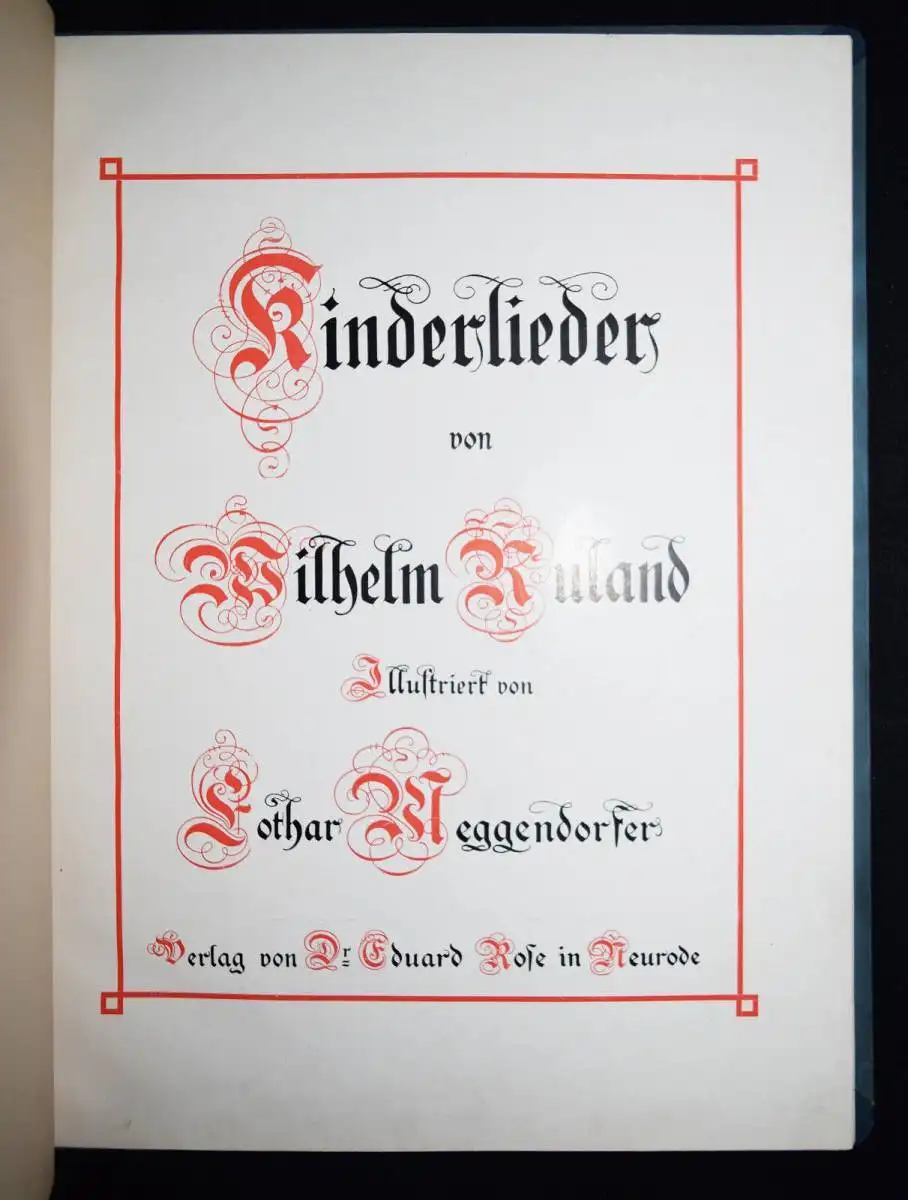 Kinderlieder
von
Wilhelm Ruland
Illustriert von
Lothar Meggendorfer
Verlag von Dr Eduard Rose in Neurode